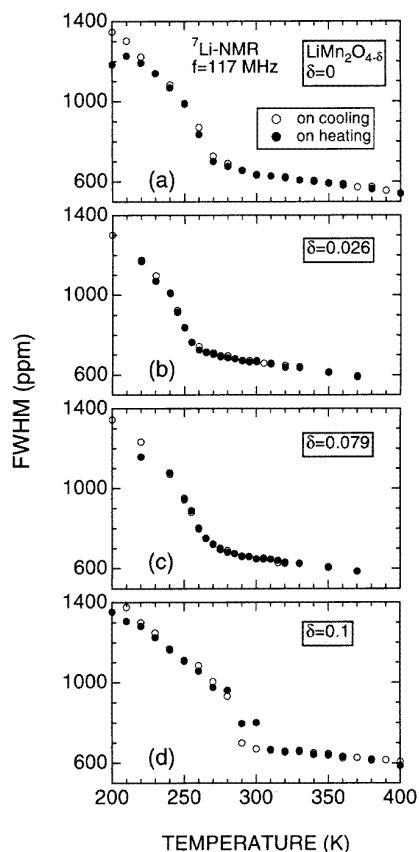 1400
⁷Li-NMR
f=117 MHz
LiMn₂O₄₋δ
δ=0
on cooling
on heating
1000
600
(a)
1400
δ=0.026
1000
600
(b)
FWHM (ppm)
1400
δ=0.079
1000
600
(c)
1400
δ=0.1
1000
600
(d)
200 250 300 350 400
TEMPERATURE (K)